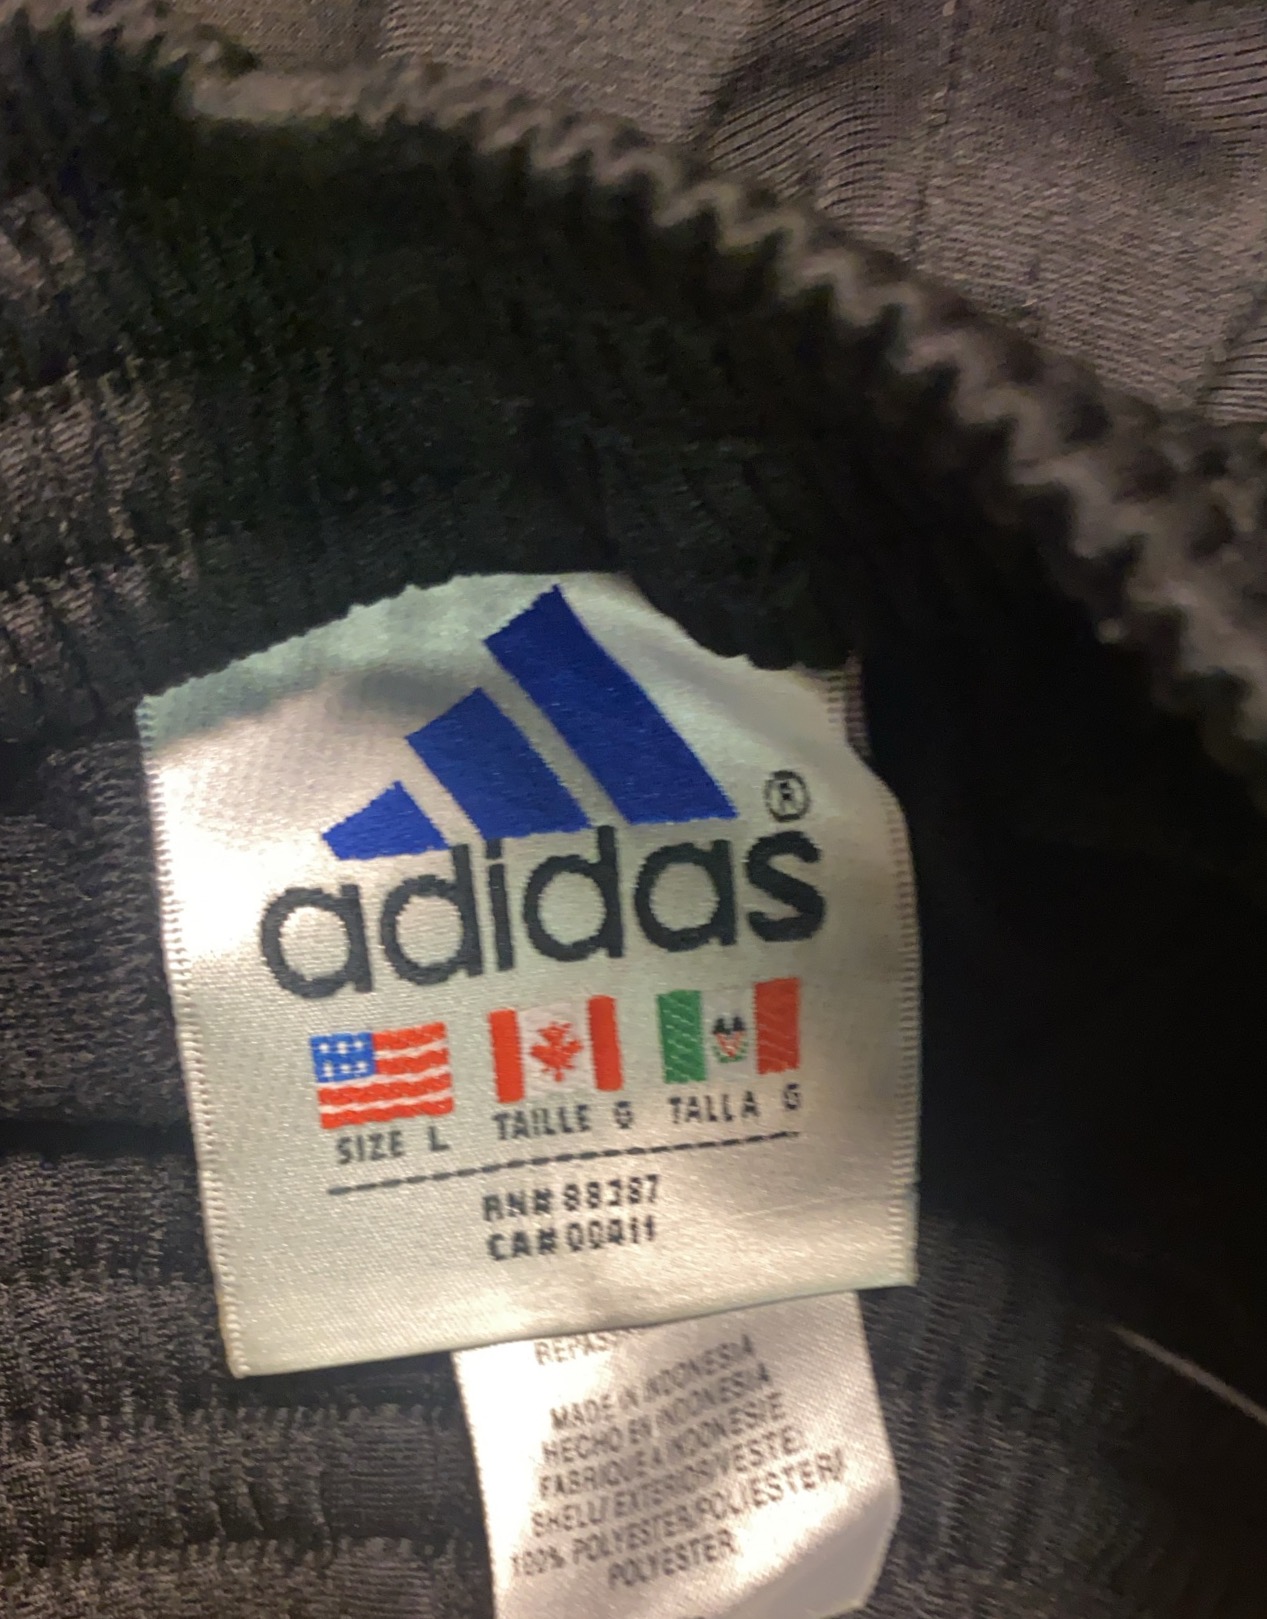 adidas®
SIZE L TAILLE G TALLA G
RN# 88387
CA# 00411
MADE IN INDONESIA
HECHO EN INDONESIA
FABRIQUE A INDONESIE
SHELL/EXTERIOR/VESTE:
100% POLYESTER/POLIESTER/
POLYESTER